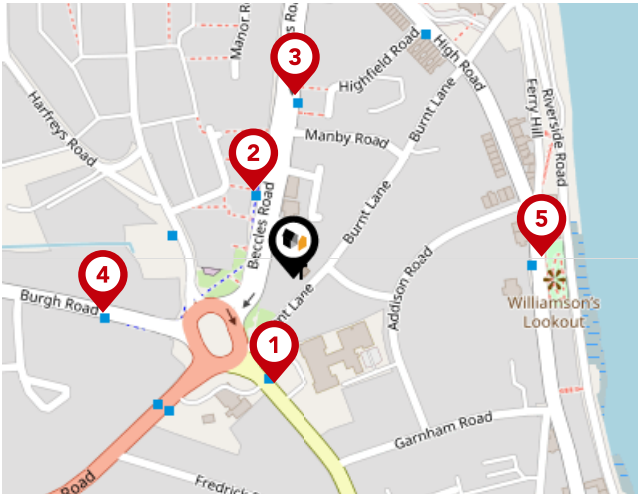 Manor R
s Ro
3
Highfield Road
High Road
Burnt Lane
Harfreys Road
Manby Road
2
Ferry Hill
Riverside Road
Beccles Road
Burnt Lane
5
4
Burgh Road
Addison Road
nt Lane
Williamson's
Lookout
1
Garnham Road
Road
Fredrick